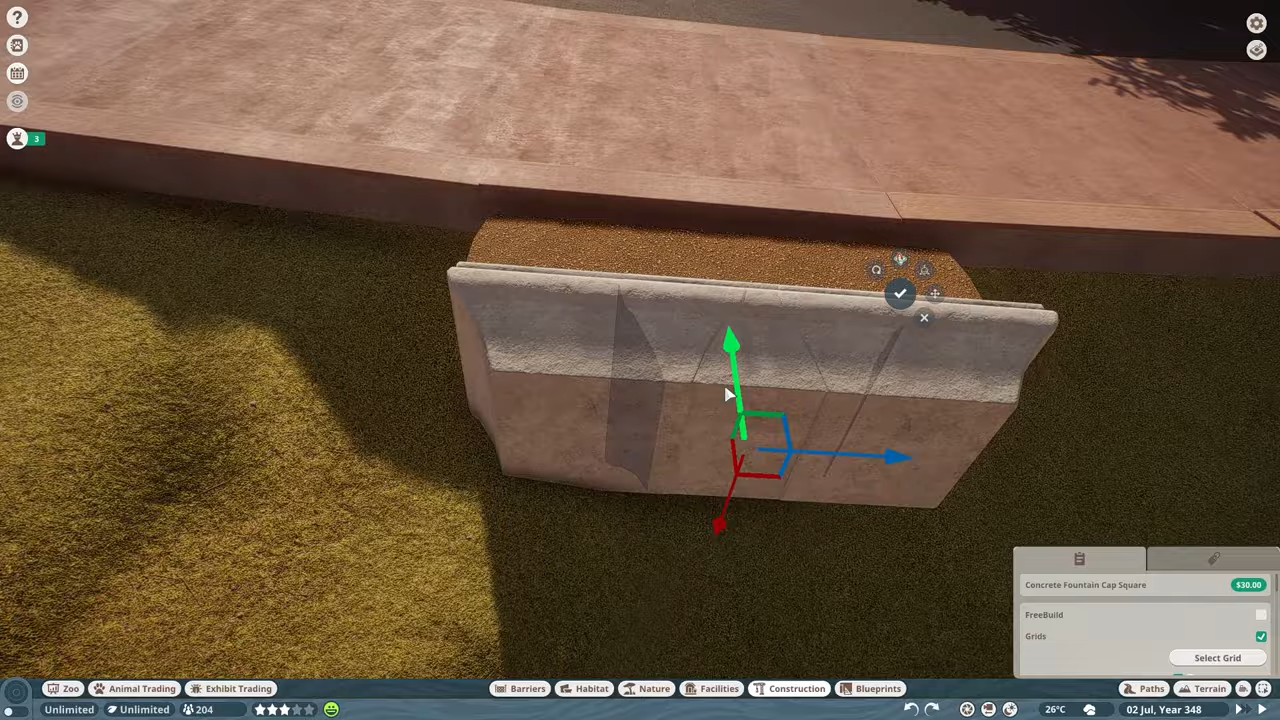 ?
3
Concrete Fountain Cap Square $30.00
FreeBuild
Grids
Select Grid
Zoo Animal Trading Exhibit Trading Barriers Habitat Nature Facilities Construction Blueprints Paths Terrain
Unlimited Unlimited 204 26°C 02 Jul, Year 348